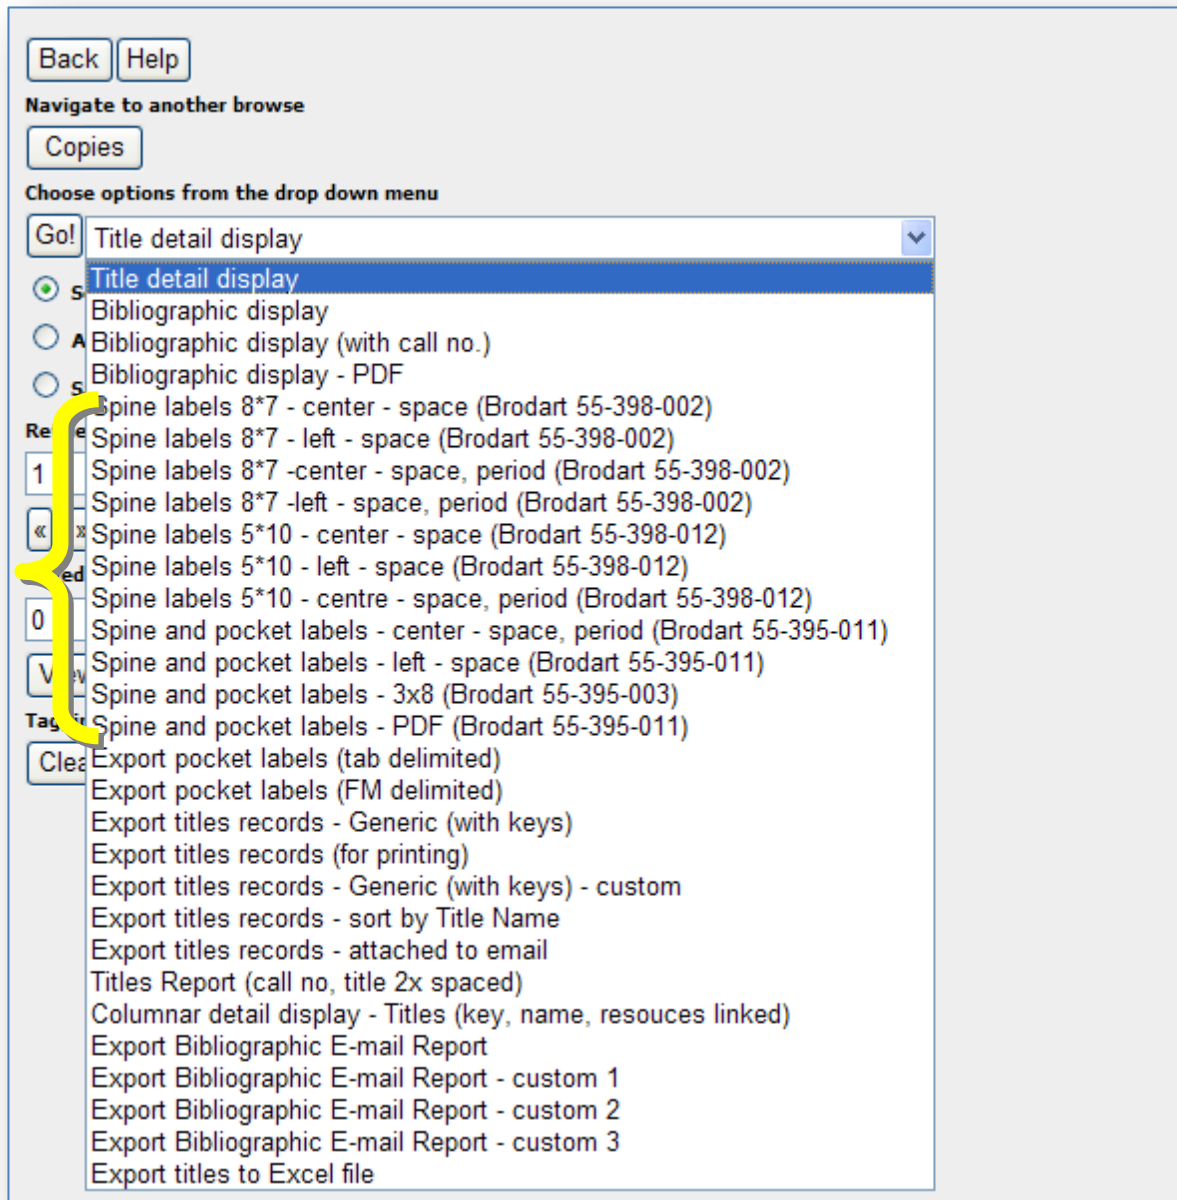 Back Help
Navigate to another browse
Copies
Choose options from the drop down menu
Go! Title detail display
Title detail display
Bibliographic display
Bibliographic display (with call no.)
Bibliographic display - PDF
Spine labels 8*7 - center - space (Brodart 55-398-002)
Spine labels 8*7 - left - space (Brodart 55-398-002)
Spine labels 8*7 -center - space, period (Brodart 55-398-002)
1
Spine labels 8*7 -left - space, period (Brodart 55-398-002)
« » Spine labels 5*10 - center - space (Brodart 55-398-012)
Spine labels 5*10 - left - space (Brodart 55-398-012)
Spine labels 5*10 - centre - space, period (Brodart 55-398-012)
0
Spine and pocket labels - center - space, period (Brodart 55-395-011)
Spine and pocket labels - left - space (Brodart 55-395-011)
Spine and pocket labels - 3x8 (Brodart 55-395-003)
Spine and pocket labels - PDF (Brodart 55-395-011)
Export pocket labels (tab delimited)
Export pocket labels (FM delimited)
Export titles records - Generic (with keys)
Export titles records (for printing)
Export titles records - Generic (with keys) - custom
Export titles records - sort by Title Name
Export titles records - attached to email
Titles Report (call no, title 2x spaced)
Columnar detail display - Titles (key, name, resouces linked)
Export Bibliographic E-mail Report
Export Bibliographic E-mail Report - custom 1
Export Bibliographic E-mail Report - custom 2
Export Bibliographic E-mail Report - custom 3
Export titles to Excel file